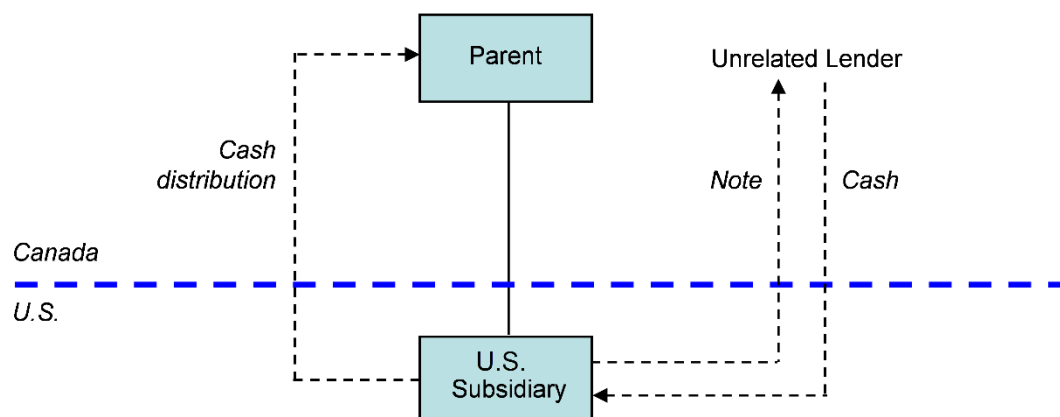 Parent
Unrelated Lender
Cash
distribution
Note
Cash
Canada
U.S.
U.S.
Subsidiary